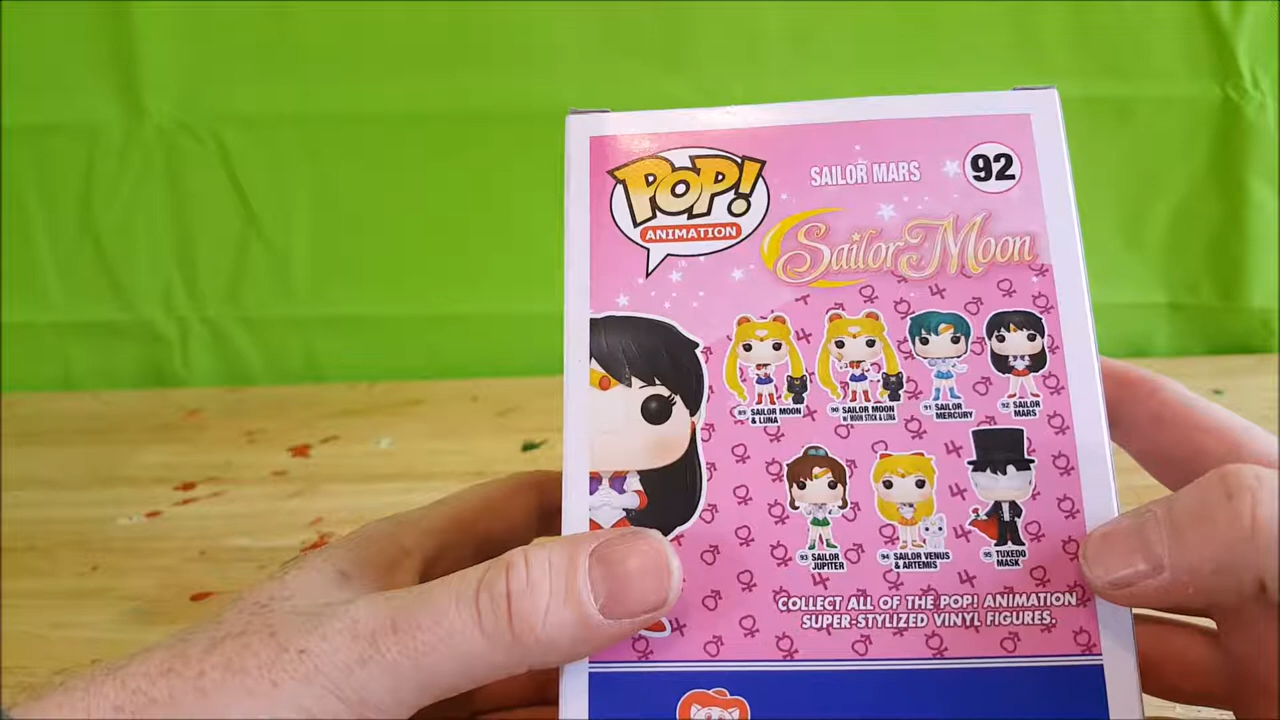 POP!
ANIMATION
SAILOR MARS
92
Sailor Moon
89 SAILOR MOON
& LUNA
90 SAILOR MOON
W/ MOON STICK & LUNA
91 SAILOR
MERCURY
92 SAILOR
MARS
93 SAILOR
JUPITER
94 SAILOR VENUS
& ARTEMIS
95 TUXEDO
MASK
COLLECT ALL OF THE POP! ANIMATION
SUPER-STYLIZED VINYL FIGURES.